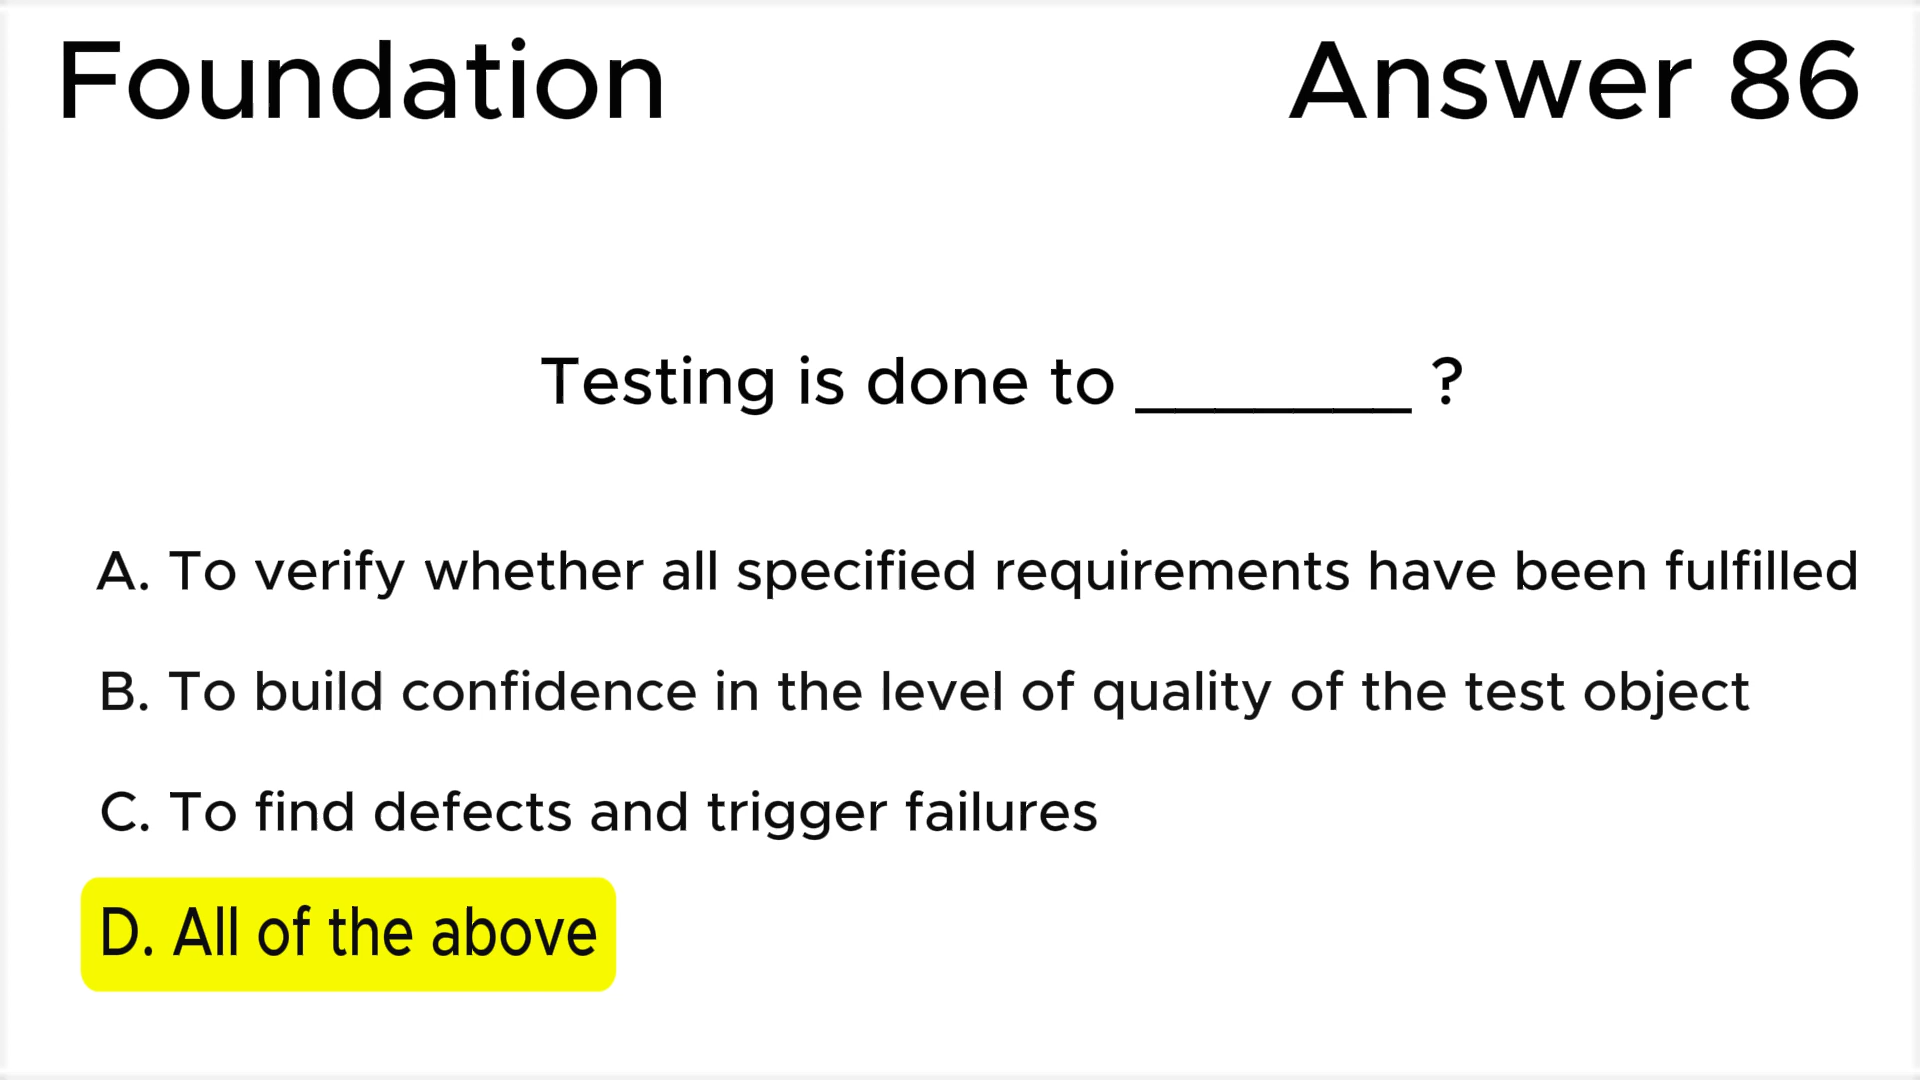 Foundation
Answer 86
Testing is done to _______ ?
A. To verify whether all specified requirements have been fulfilled
B. To build confidence in the level of quality of the test object
C. To find defects and trigger failures
D. All of the above